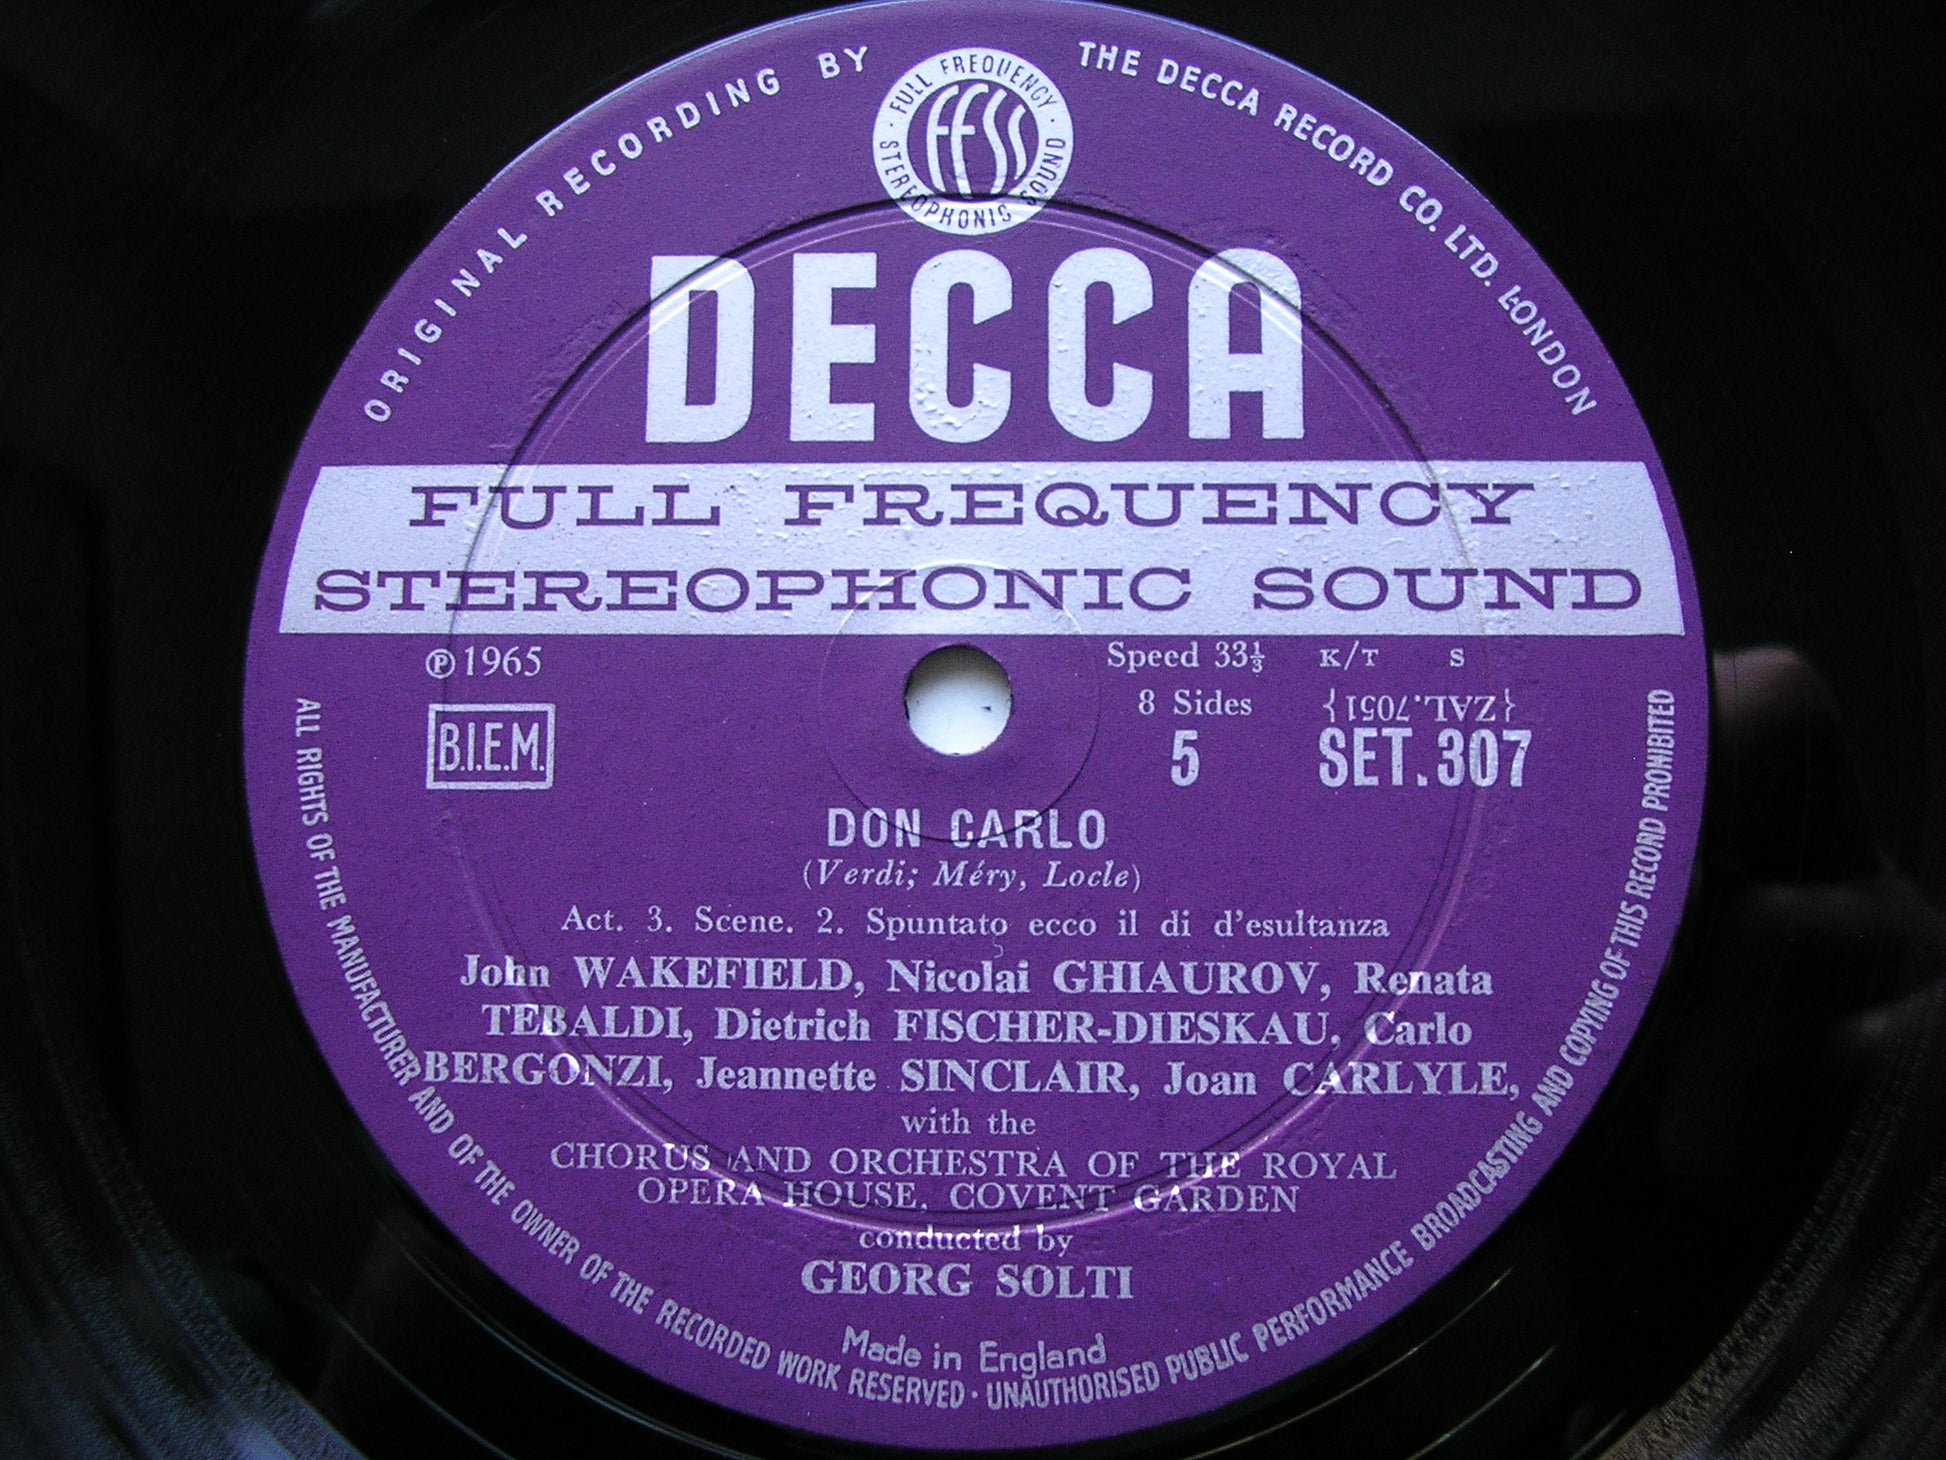 ORIGINAL RECORDING BY THE DECCA RECORD CO. LTD. LONDON
FULL FREQUENCY
FFSS
STEREOPHONIC SOUND
DECCA
FULL FREQUENCY
STEREOPHONIC SOUND
Ⓟ1965
Speed 33⅓ K/T S
8 Sides {ZAL.7051}
B.I.E.M.
5 SET.307
DON CARLO
(Verdi; Méry, Locle)
Act. 3. Scene. 2. Spuntato ecco il di d'esultanza
John WAKEFIELD, Nicolai GHIAUROV, Renata
TEBALDI, Dietrich FISCHER-DIESKAU, Carlo
BERGONZI, Jeannette SINCLAIR, Joan CARLYLE,
with the
CHORUS AND ORCHESTRA OF THE ROYAL
OPERA HOUSE, COVENT GARDEN
conducted by
GEORG SOLTI
Made in England
ALL RIGHTS OF THE MANUFACTURER AND OF THE OWNER OF THE RECORDED WORK RESERVED · UNAUTHORISED PUBLIC PERFORMANCE BROADCASTING AND COPYING OF THIS RECORD PROHIBITED